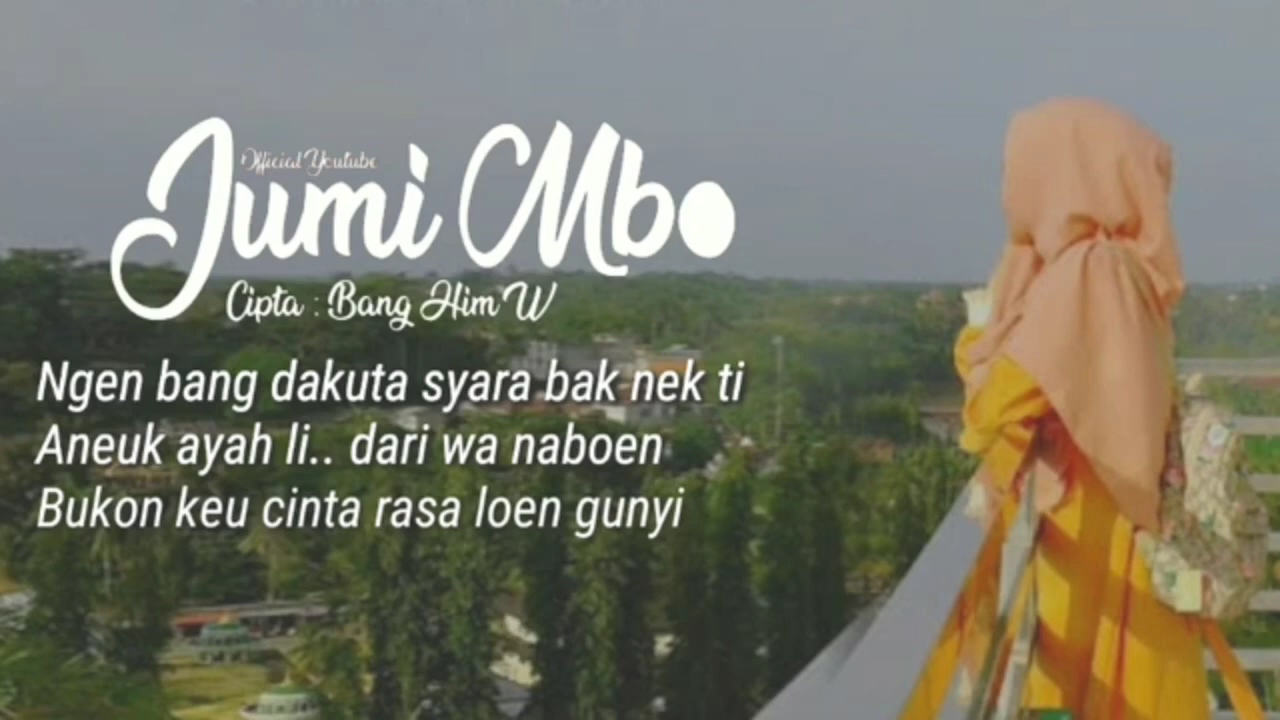 Official Youtube
Jumi Mbo
Cipta : Bang Him W
Ngen bang dakuta syara bak nek ti
Aneuk ayah li.. dari wa naboen
Bukon keu cinta rasa loen gunyi